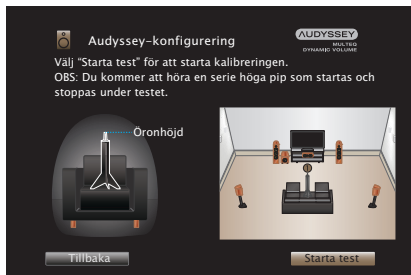 Audyssey-konfigurering
AUDYSSEY
MULTEQ
DYNAMIC VOLUME
Välj “Starta test” för att starta kalibreringen.
OBS: Du kommer att höra en serie höga pip som startas och
stoppas under testet.
Öronhöjd
Tillbaka
Starta test